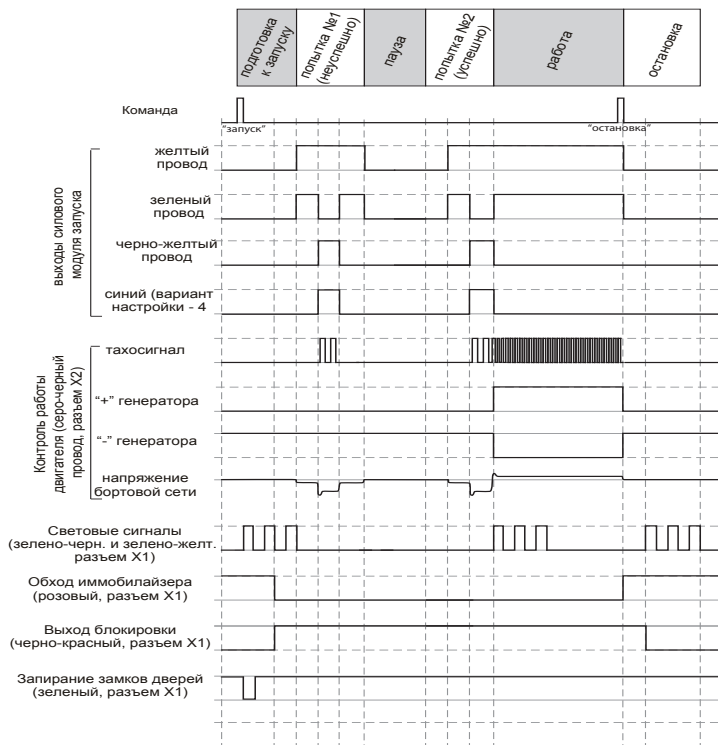 подготовка
к запуску
попытка №1
(неуспешно)
пауза
попытка №2
(успешно)
работа
остановка
Команда
"запуск"
"остановка"
выходы силового
модуля запуска
желтый
провод
зеленый
провод
черно-желтый
провод
синий (вариант
настройки - 4
Контроль работы
двигателя (серо-черный
провод, разъем X2)
тахосигнал
"+" генератора
"-" генератора
напряжение
бортовой сети
Световые сигналы
(зелено-черн. и зелено-желт.
разъем X1)
Обход иммобилайзера
(розовый, разъем X1)
Выход блокировки
(черно-красный, разъем X1)
Запирание замков дверей
(зеленый, разъем X1)